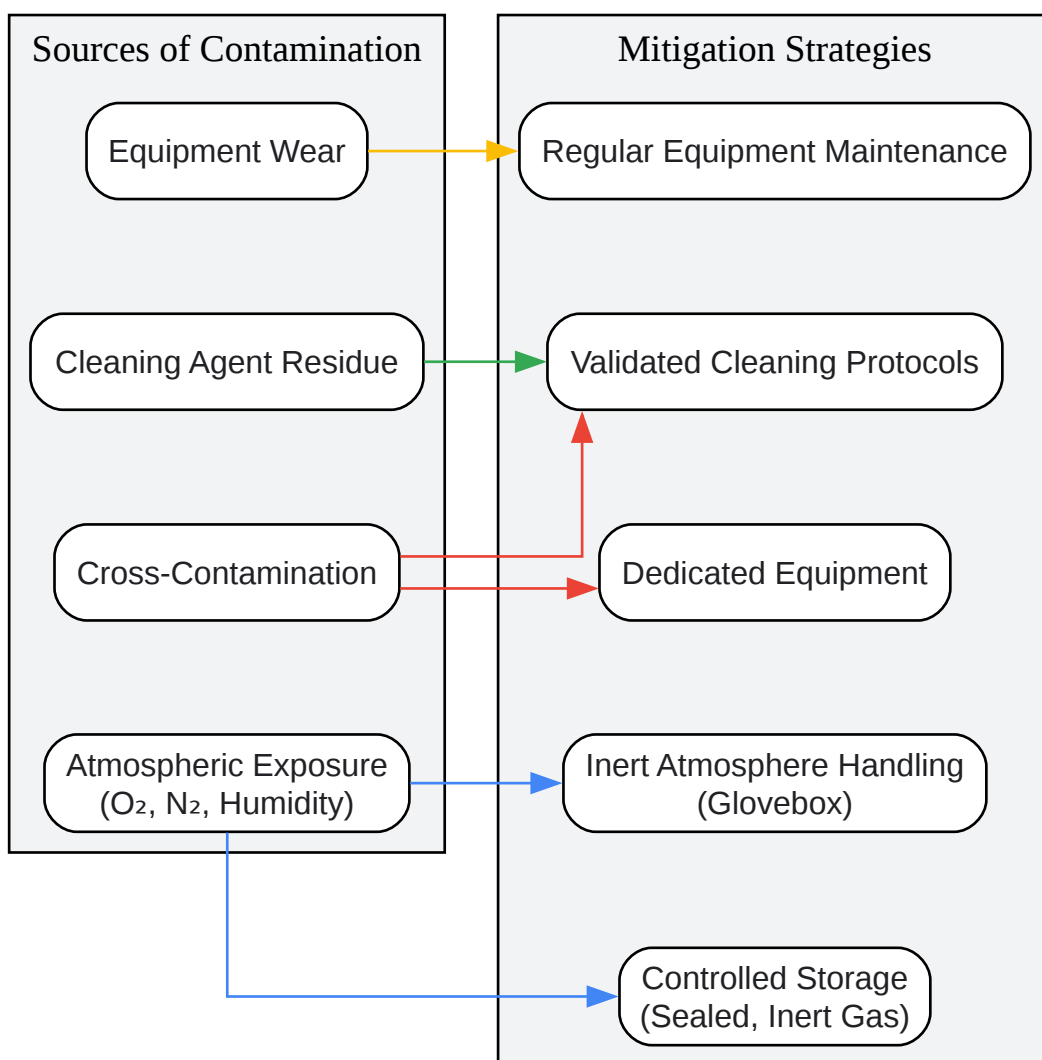 Sources of Contamination
Mitigation Strategies
Equipment Wear
Regular Equipment Maintenance
Cleaning Agent Residue
Validated Cleaning Protocols
Cross-Contamination
Dedicated Equipment
Atmospheric Exposure
(O₂, N₂, Humidity)
Inert Atmosphere Handling
(Glovebox)
Controlled Storage
(Sealed, Inert Gas)